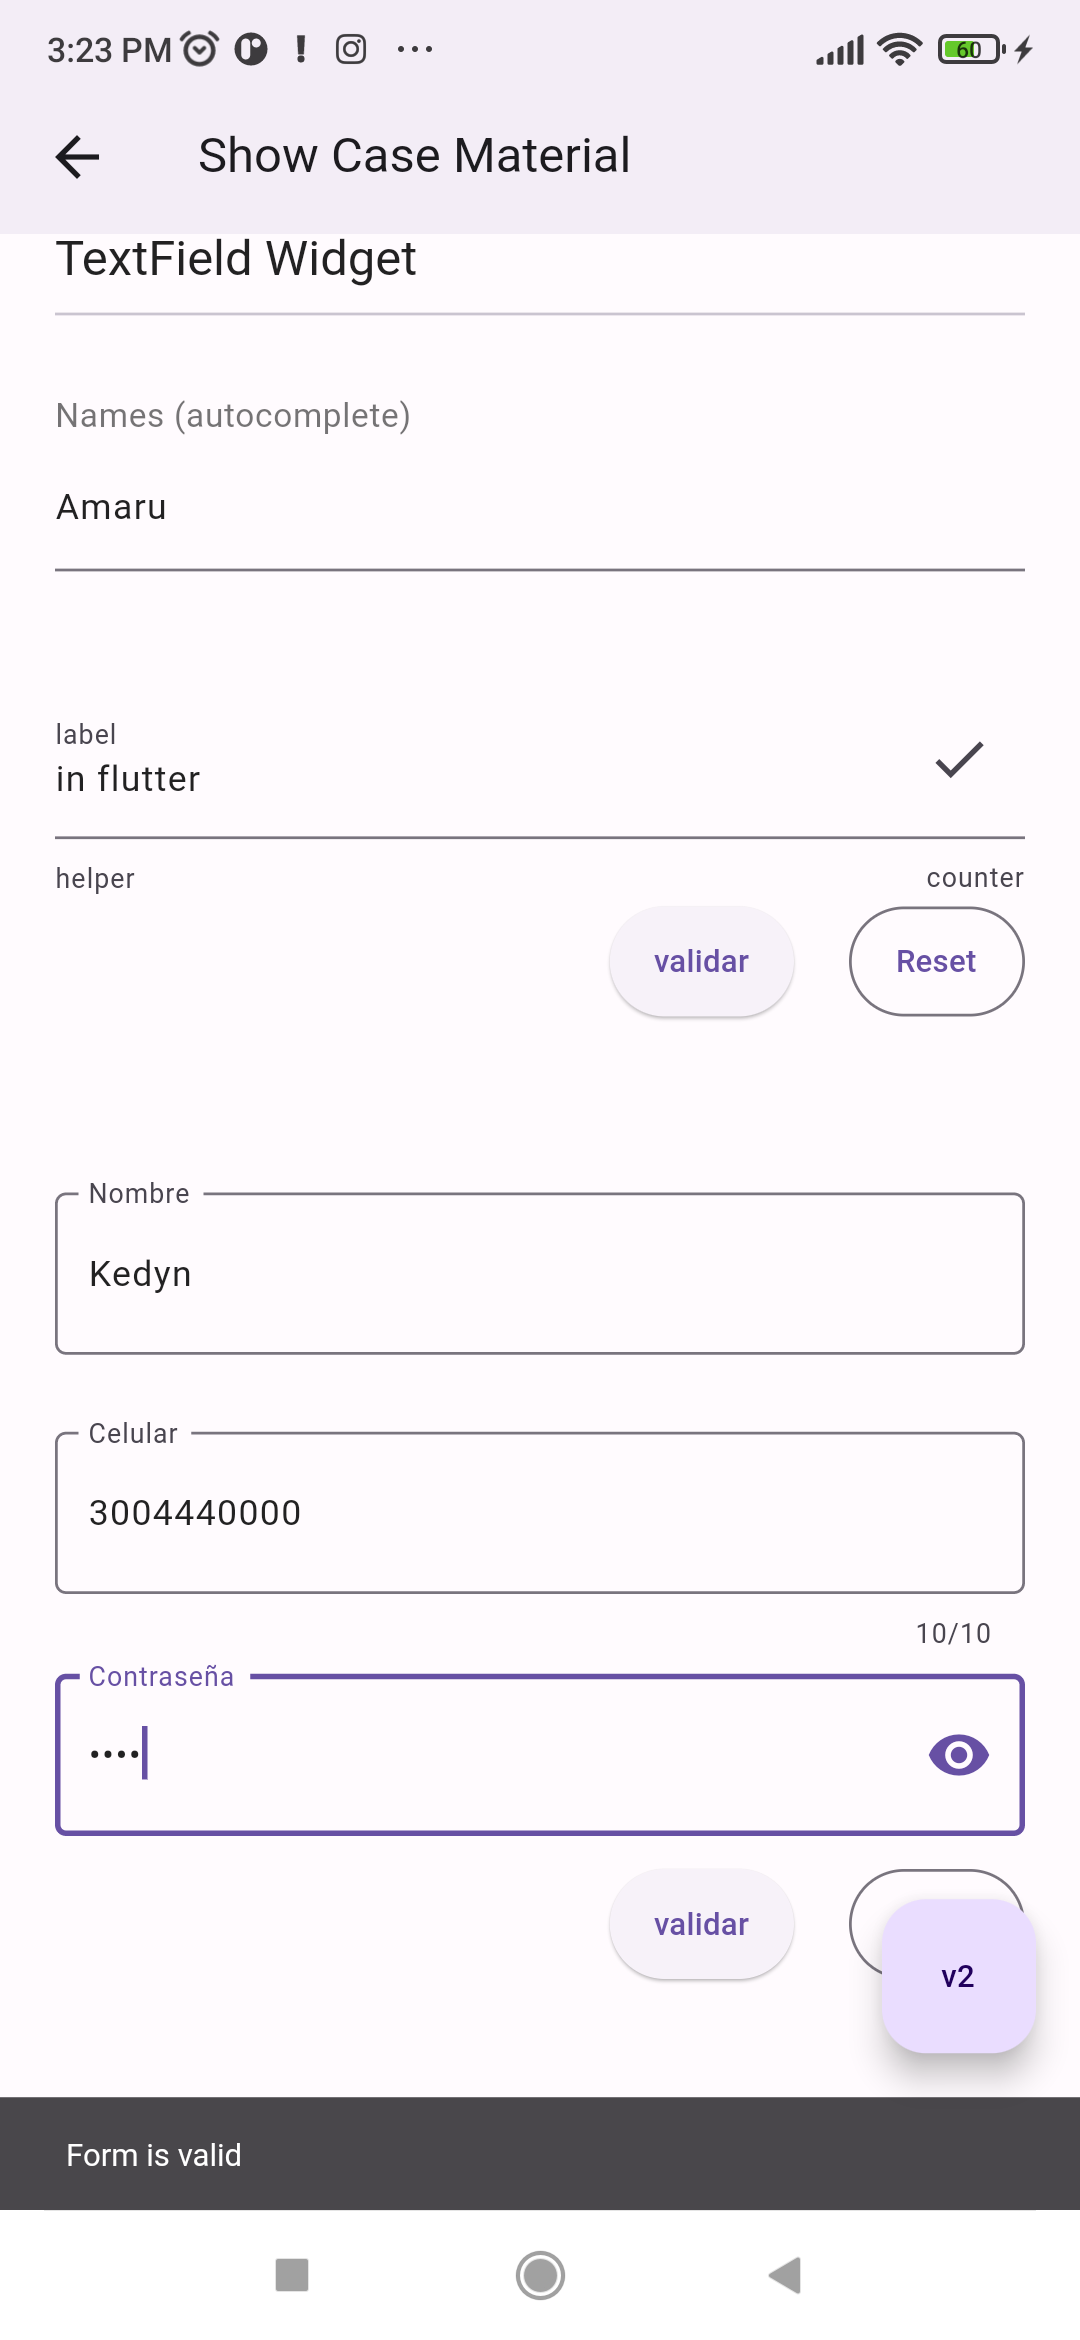 3:23 PM
60
Show Case Material
TextField Widget
Names (autocomplete)
Amaru
label
in flutter
helper
counter
validar
Reset
Nombre
Kedyn
Celular
3004440000
10/10
Contraseña
••••
validar
v2
Form is valid